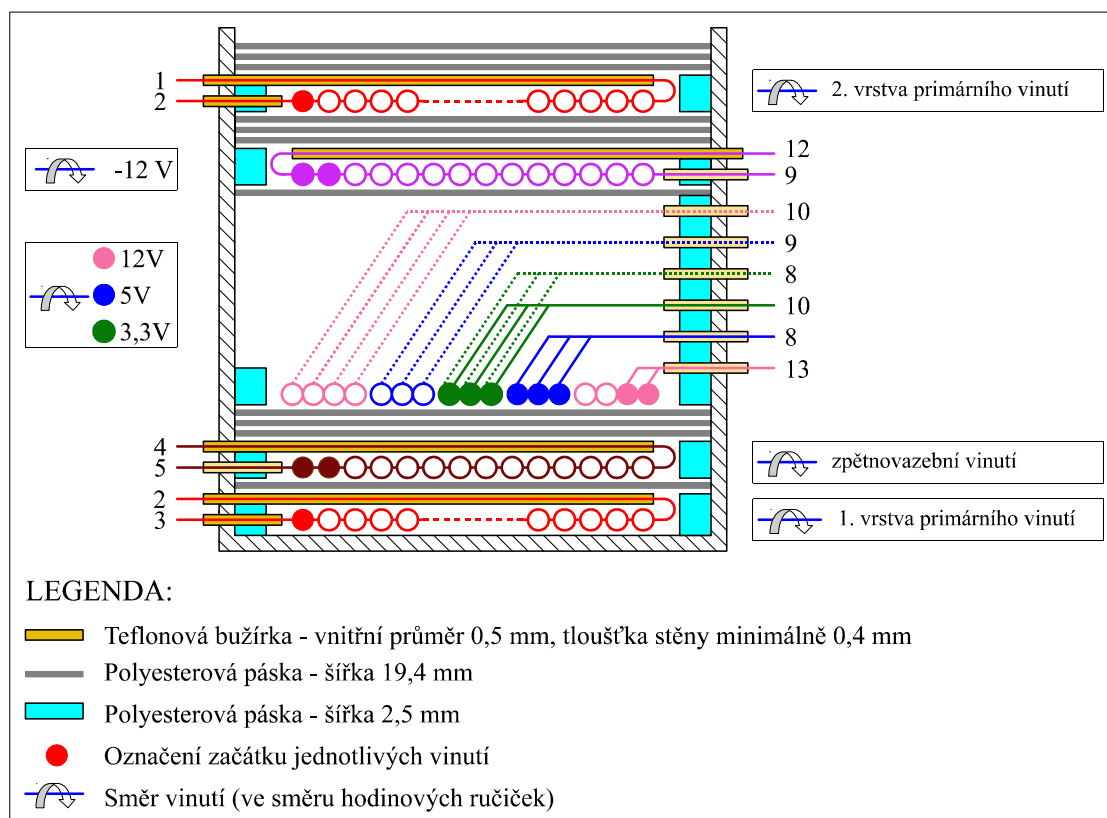 1
2
2. vrstva primárního vinutí
-12 V
12
9
10
9
8
10
8
13
12V
5V
3,3V
4
5
zpětnovazební vinutí
2
3
1. vrstva primárního vinutí
LEGENDA:
Teflonová bužírka - vnitřní průměr 0,5 mm, tloušťka stěny minimálně 0,4 mm
Polyesterová páska - šířka 19,4 mm
Polyesterová páska - šířka 2,5 mm
Označení začátku jednotlivých vinutí
Směr vinutí (ve směru hodinových ručiček)